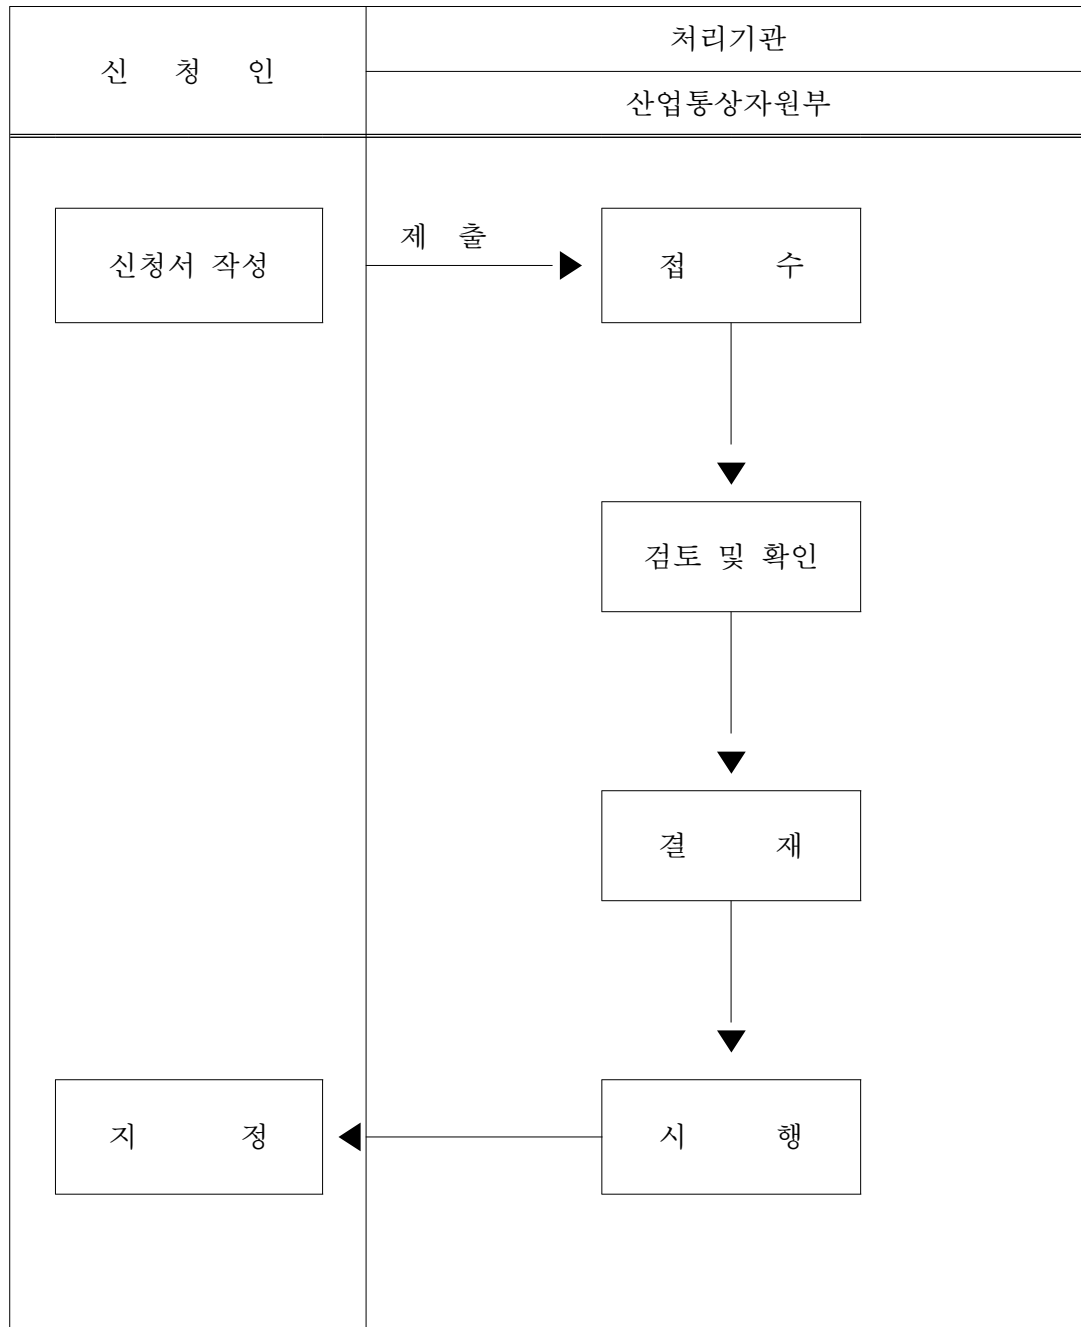 처리기관
신 청 인
산업통상자원부
제 출
신청서 작성
접 수
검토 및 확인
결 재
지 정
시 행